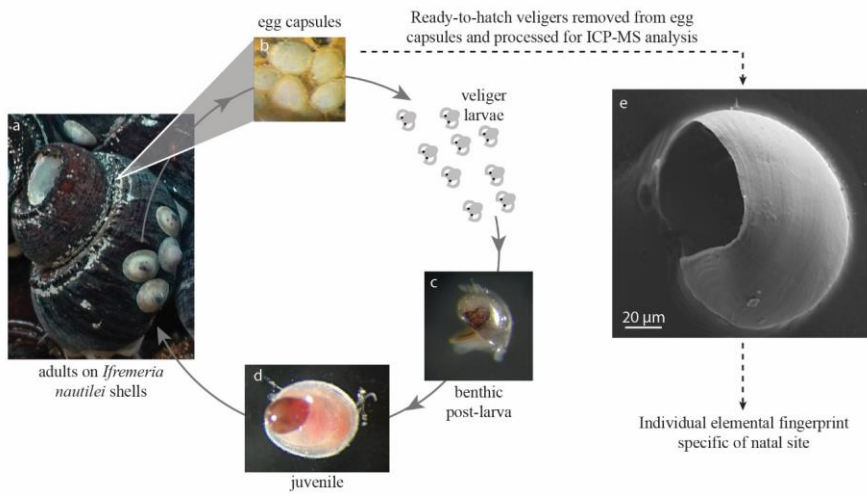 egg capsules
Ready-to-hatch veligers removed from egg
capsules and processed for ICP-MS analysis
b
a
veliger
larvae
e
20 µm
c
benthic
post-larva
adults on Ifremeria
nautilei shells
d
juvenile
Individual elemental fingerprint
specific of natal site